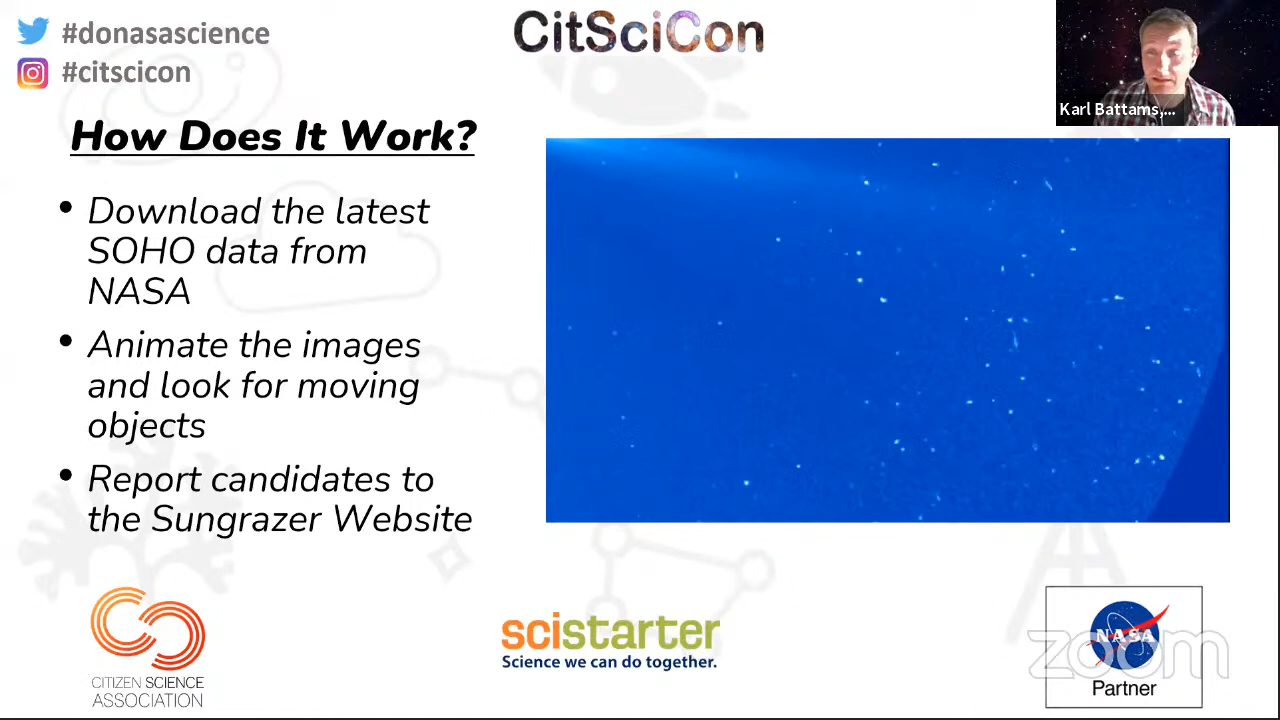 #donasascience
#citscicon
CitSciCon
Karl Battams,...
How Does It Work?
• Download the latest
SOHO data from
NASA
• Animate the images
and look for moving
objects
• Report candidates to
the Sungrazer Website
CITIZEN SCIENCE
ASSOCIATION
scistarter
Science we can do together.
NASA
zoom
Partner